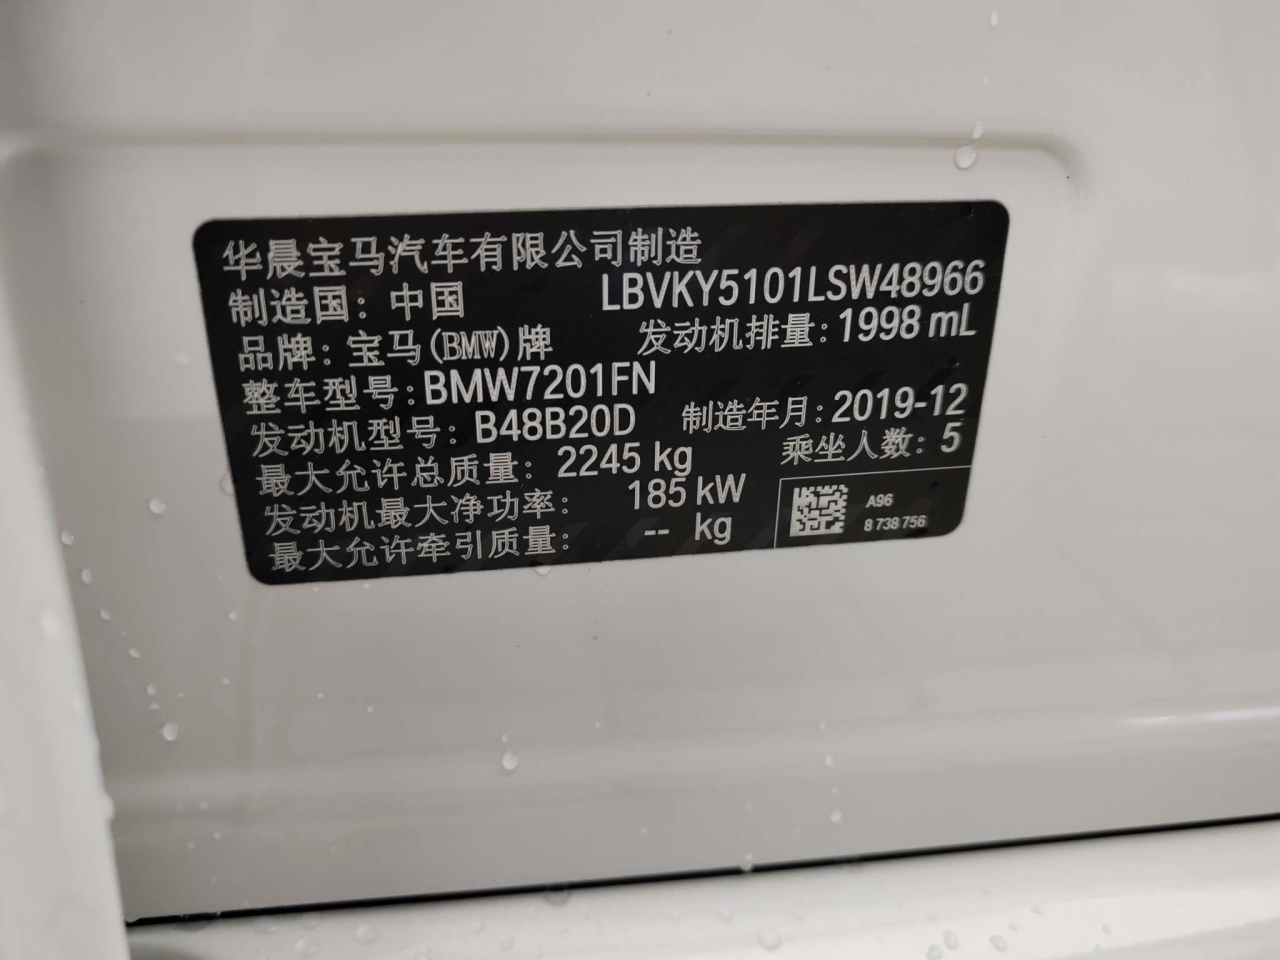 华晨宝马汽车有限公司制造
制造国：中国 LBVKY5101LSW48966
品牌：宝马(BMW)牌 发动机排量：1998 mL
整车型号：BMW7201FN
发动机型号：B48B20D 制造年月：2019-12
最大允许总质量：2245 kg 乘坐人数：5
发动机最大净功率：185 kW
最大允许牵引质量：-- kg
A96
8 738 756